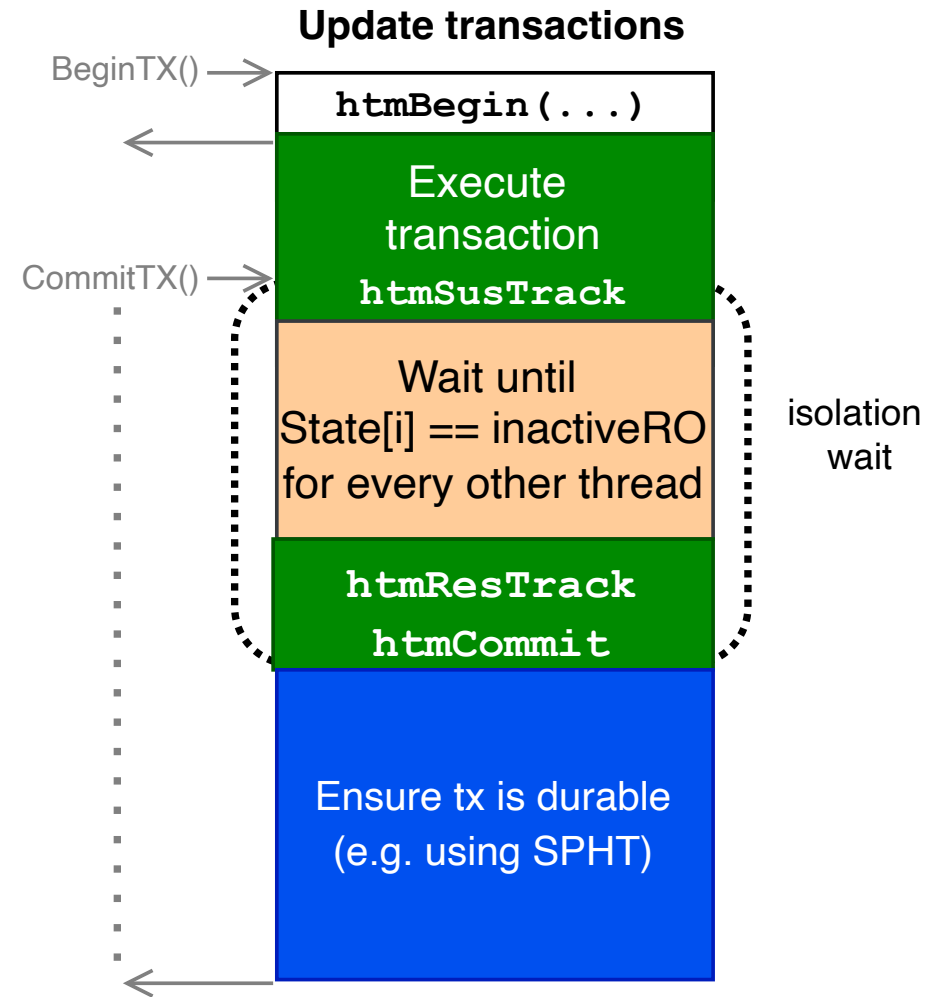 Update transactions
BeginTX()
htmBegin(...)
Execute
transaction
CommitTX()
htmSusTrack
Wait until
State[i] == inactiveRO
for every other thread
isolation
wait
htmResTrack
htmCommit
Ensure tx is durable
(e.g. using SPHT)